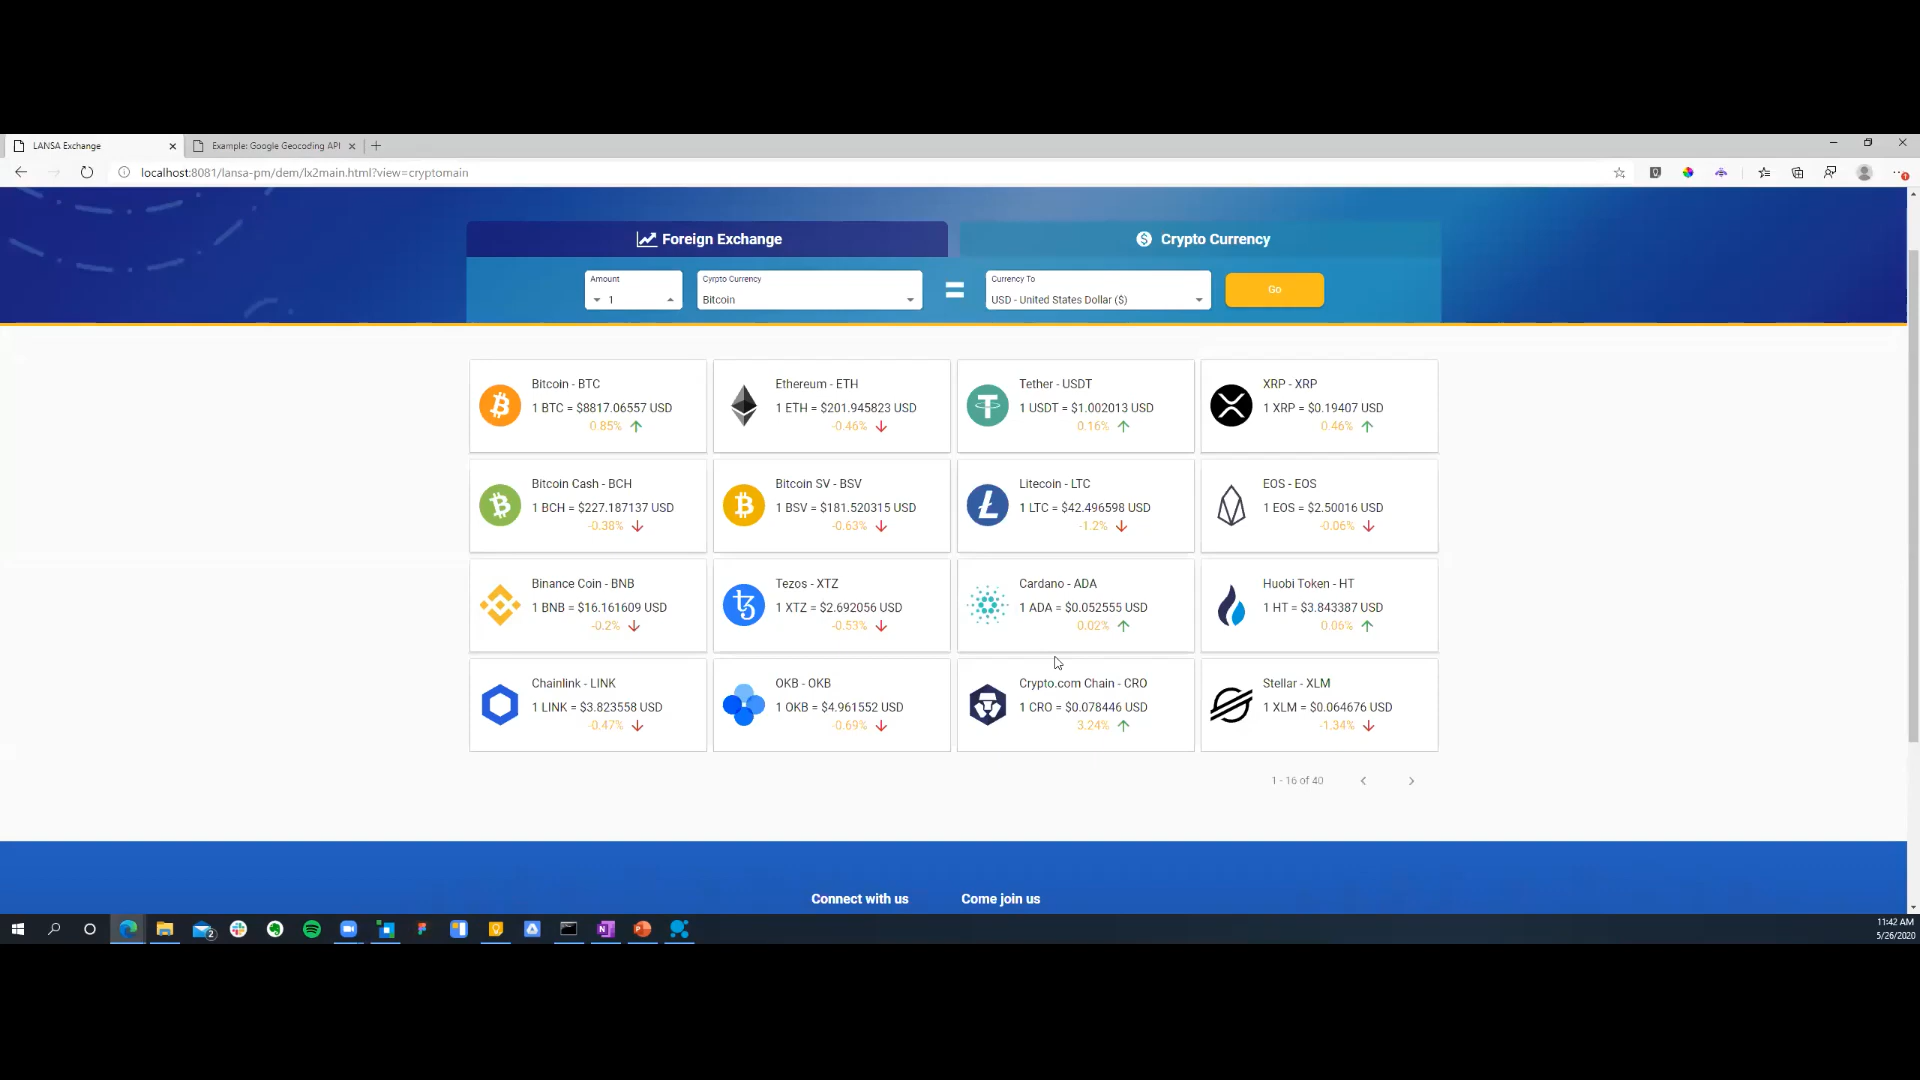 LANSA Exchange
Example: Google Geocoding API
localhost:8081/lansa-pm/dem/lx2main.html?view=cryptomain
Foreign Exchange
Crypto Currency
Amount
1
Cyrpto Currency
Bitcoin
=
Currency To
USD - United States Dollar ($)
Go
Bitcoin - BTC
1 BTC = $8817.06557 USD
0.85%
Ethereum - ETH
1 ETH = $201.945823 USD
-0.46%
Tether - USDT
1 USDT = $1.002013 USD
0.16%
XRP - XRP
1 XRP = $0.19407 USD
0.46%
Bitcoin Cash - BCH
1 BCH = $227.187137 USD
-0.38%
Bitcoin SV - BSV
1 BSV = $181.520315 USD
-0.63%
Litecoin - LTC
1 LTC = $42.496598 USD
-1.2%
EOS - EOS
1 EOS = $2.50016 USD
-0.06%
Binance Coin - BNB
1 BNB = $16.161609 USD
-0.2%
Tezos - XTZ
1 XTZ = $2.692056 USD
-0.53%
Cardano - ADA
1 ADA = $0.052555 USD
0.02%
Huobi Token - HT
1 HT = $3.843387 USD
0.06%
Chainlink - LINK
1 LINK = $3.823558 USD
-0.47%
OKB - OKB
1 OKB = $4.961552 USD
-0.69%
Crypto.com Chain - CRO
1 CRO = $0.078446 USD
3.24%
Stellar - XLM
1 XLM = $0.064676 USD
-1.34%
1 - 16 of 40
Connect with us
Come join us
2
11:42 AM
5/26/2020